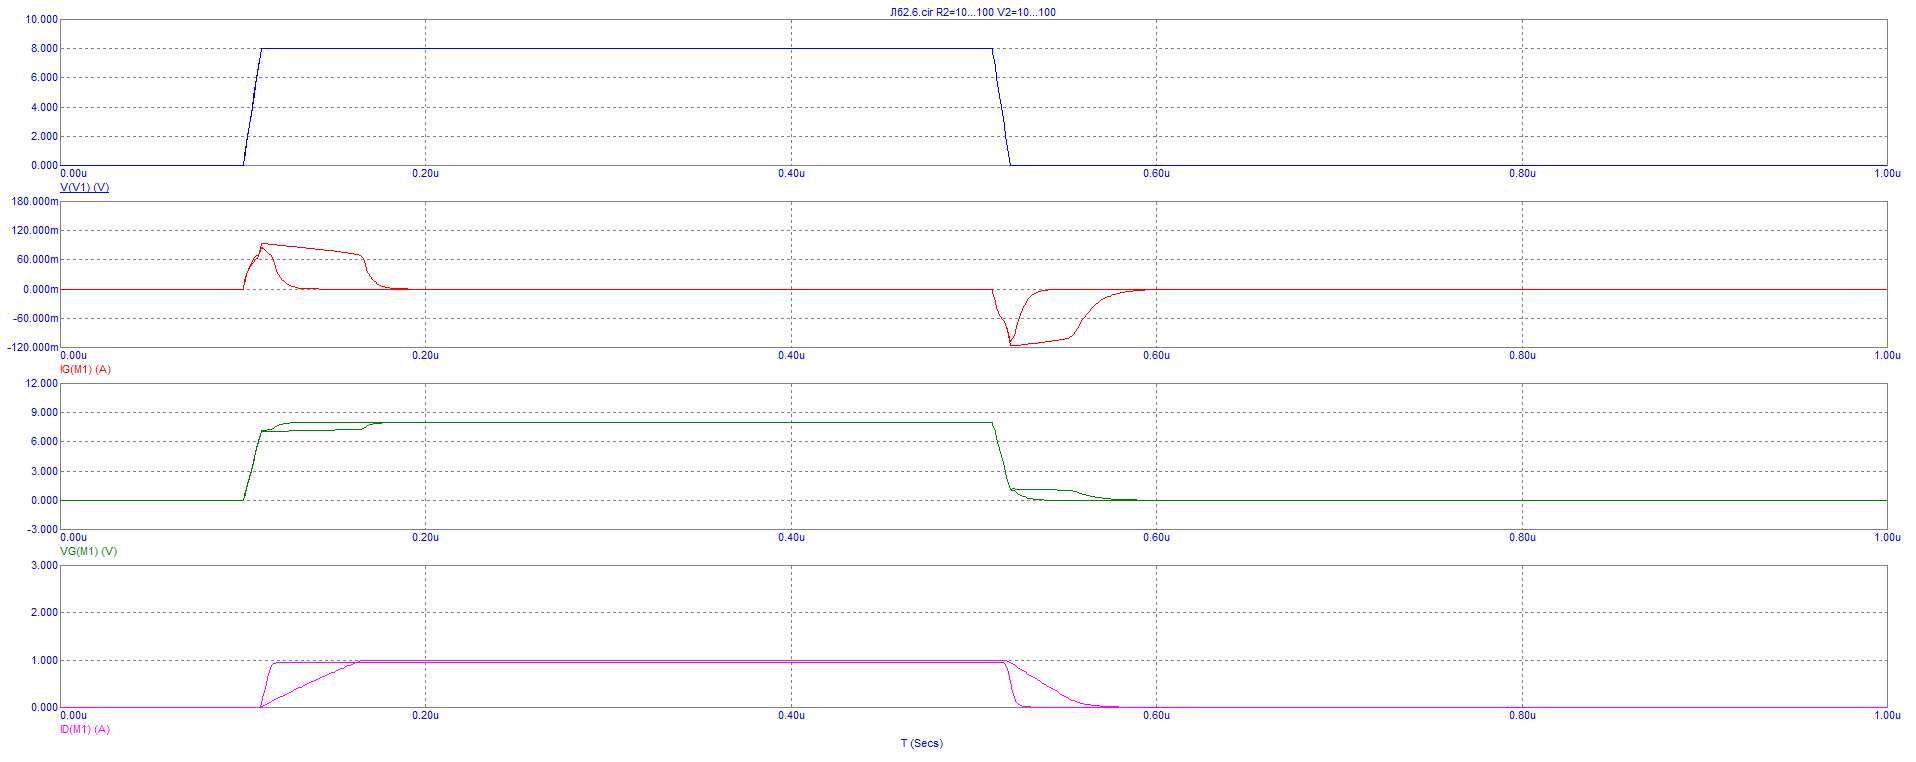 Лб2.6.cir R2=10...100 V2=10...100
10.000
8.000
6.000
4.000
2.000
0.000
0.00u 0.20u 0.40u 0.60u 0.80u 1.00u
V(V1) (V)
180.000m
120.000m
60.000m
0.000m
-60.000m
-120.000m
0.00u 0.20u 0.40u 0.60u 0.80u 1.00u
IG(M1) (A)
12.000
9.000
6.000
3.000
0.000
-3.000
0.00u 0.20u 0.40u 0.60u 0.80u 1.00u
VG(M1) (V)
3.000
2.000
1.000
0.000
0.00u 0.20u 0.40u 0.60u 0.80u 1.00u
ID(M1) (A)
T (Secs)